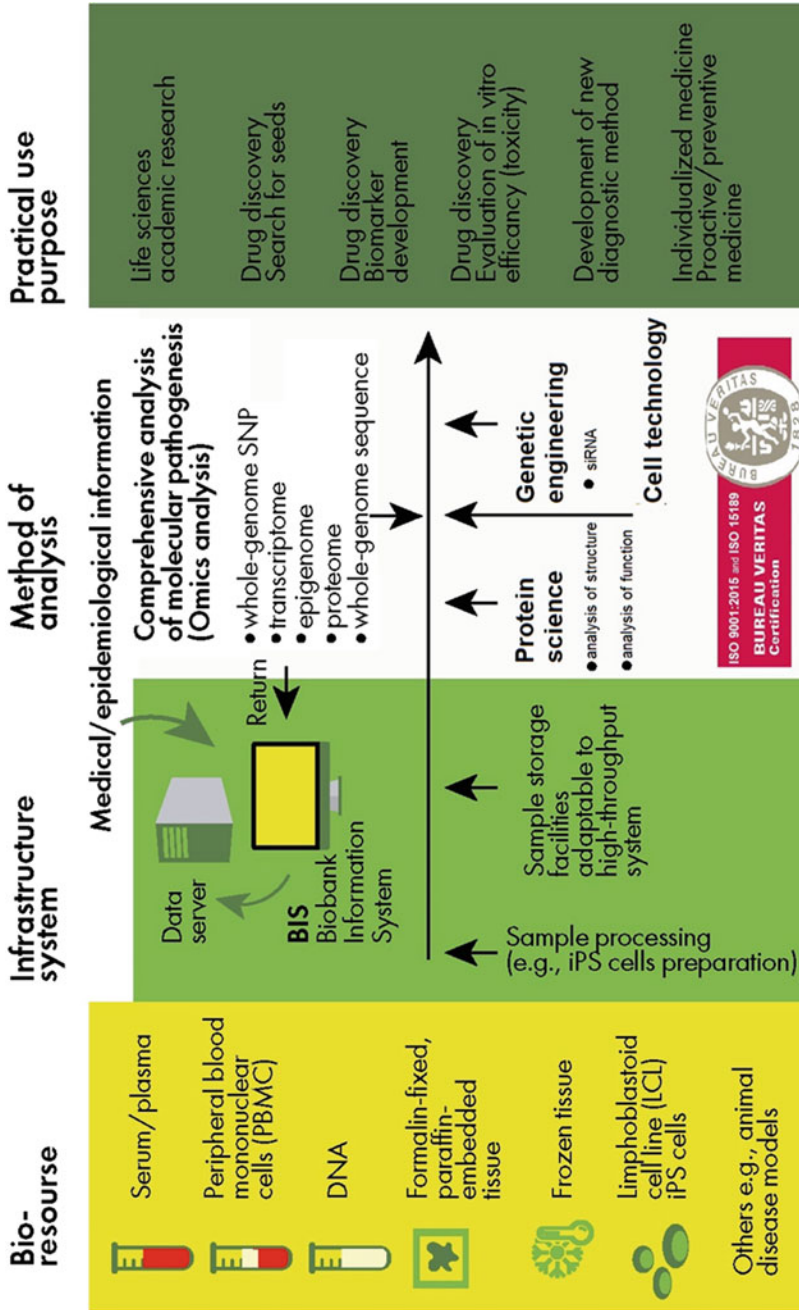 Bio-
resourse
Serum/plasma
Peripheral blood
mononuclear
cells (PBMC)
DNA
Formalin-fixed,
paraffin-
embedded
tissue
Frozen tissue
Limphoblastoid
cell line (LCL)
iPS cells
Others e.g., animal
disease models
Infrastructure
system
Data
server
BIS
Biobank
Information
System
Sample processing
(e.g., iPS cells preparation)
Sample storage
facilities
adaptable to
high-throughput
system
Method of
analysis
Medical/epidemiological information
Comprehensive analysis
of molecular pathogenesis
(Omics analysis)
Return
• whole-genome SNP
• transcriptome
• epigenome
• proteome
• whole-genome sequence
Protein
science
• analysis of structure
• analysis of function
Genetic
engineering
• siRNA
Cell technology
ISO 9001:2015 and ISO 15189
BUREAU VERITAS
Certification
BUREAU VERITAS
1828
Practical use
purpose
Life sciences
academic research
Drug discovery
Search for seeds
Drug discovery
Biomarker
development
Drug discovery
Evaluation of in vitro
efficancy (toxicity)
Development of new
diagnostic method
Individualized medicine
Proactive/preventive
medicine